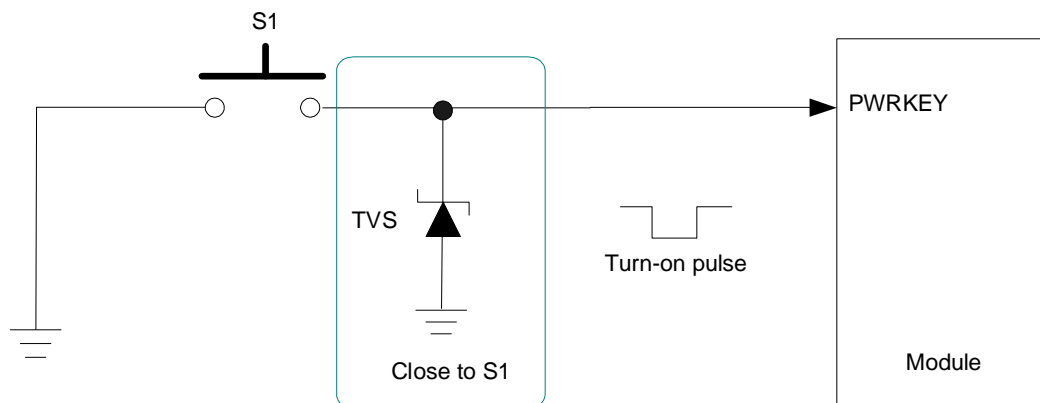 S1
PWRKEY
TVS
Turn-on pulse
Close to S1
Module